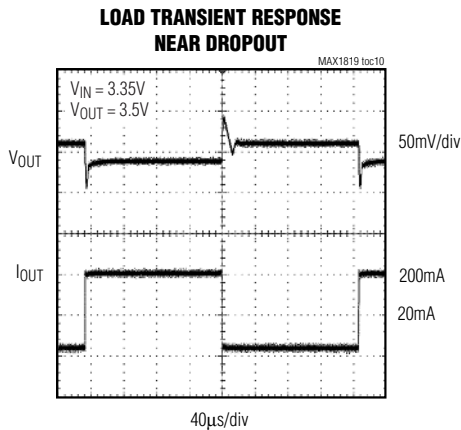 LOAD TRANSIENT RESPONSE
NEAR DROPOUT
MAX1819 toc10
VIN = 3.35V
VOUT = 3.5V
VOUT
50mV/div
IOUT
200mA
20mA
40µs/div